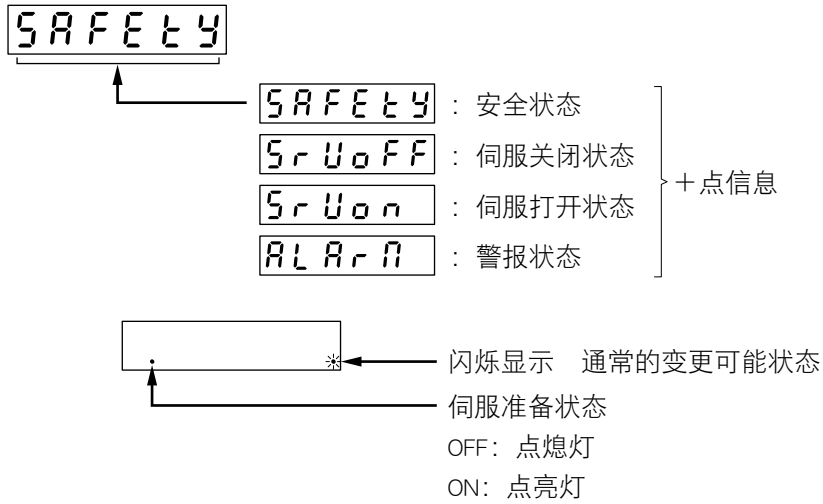 SAFEtY
SAFEtY : 安全状态
SrUoFF : 伺服关闭状态
SrUon : 伺服打开状态
ALArM : 警报状态
＋点信息
闪烁显示　通常的变更可能状态
伺服准备状态
OFF：点熄灯
ON：点亮灯